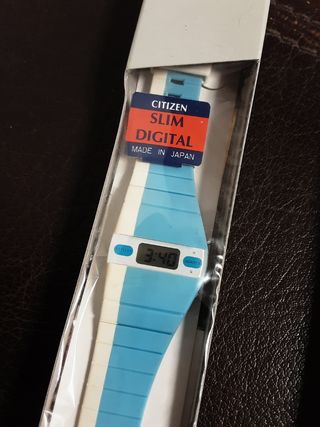 CITIZEN
SLIM
DIGITAL
MADE IN JAPAN
3:40